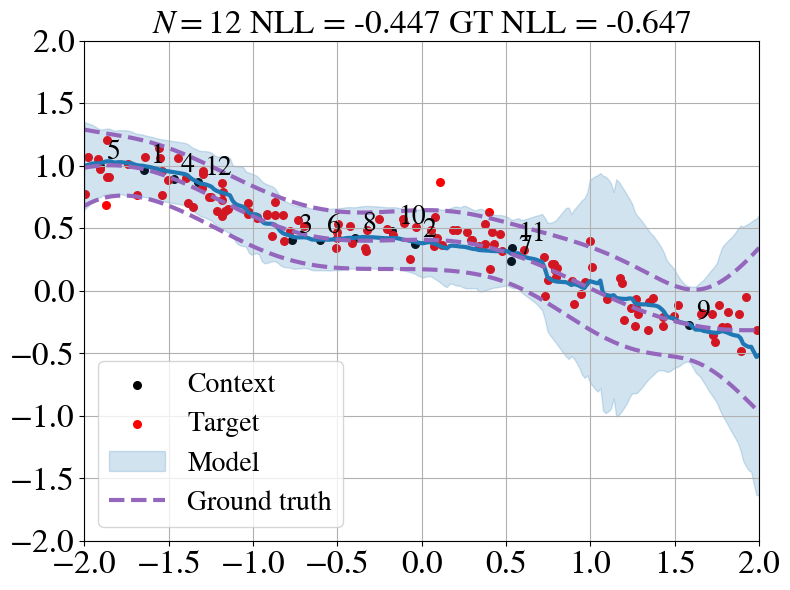 N = 12 NLL = -0.447 GT NLL = -0.647
2.0
1.5
1.0
0.5
0.0
−0.5
−1.0
−1.5
−2.0
5 1 4 12 3 6 8 10 2 11 9
Context
Target
Model
Ground truth
−2.0 −1.5 −1.0 −0.5 0.0 0.5 1.0 1.5 2.0